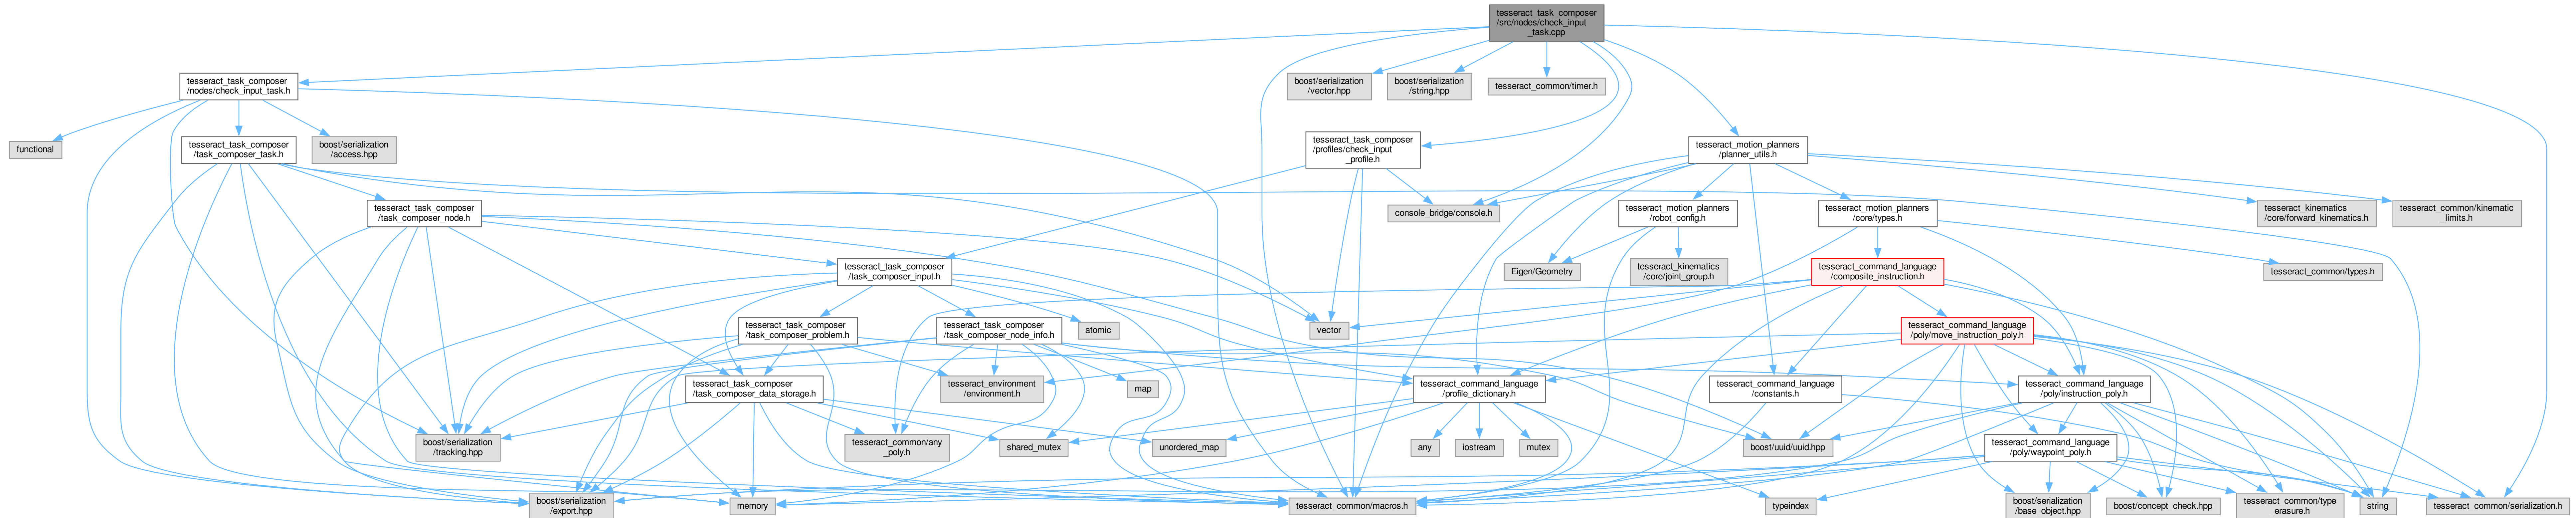 tesseract_task_composer
/src/nodes/check_input
_task.cpp
tesseract_task_composer
/nodes/check_input_task.h
boost/serialization
/vector.hpp
boost/serialization
/string.hpp
tesseract_common/timer.h
functional
tesseract_task_composer
/task_composer_task.h
boost/serialization
/access.hpp
tesseract_task_composer
/profiles/check_input
_profile.h
tesseract_motion_planners
/planner_utils.h
tesseract_task_composer
/task_composer_node.h
console_bridge/console.h
tesseract_motion_planners
/robot_config.h
tesseract_motion_planners
/core/types.h
tesseract_kinematics
/core/forward_kinematics.h
tesseract_common/kinematic
_limits.h
tesseract_task_composer
/task_composer_input.h
Eigen/Geometry
tesseract_kinematics
/core/joint_group.h
tesseract_command_language
/composite_instruction.h
tesseract_common/types.h
tesseract_task_composer
/task_composer_problem.h
tesseract_task_composer
/task_composer_node_info.h
atomic
vector
tesseract_command_language
/poly/move_instruction_poly.h
tesseract_task_composer
/task_composer_data_storage.h
tesseract_environment
/environment.h
map
tesseract_command_language
/profile_dictionary.h
tesseract_command_language
/constants.h
tesseract_command_language
/poly/instruction_poly.h
boost/serialization
/tracking.hpp
tesseract_common/any
_poly.h
shared_mutex
unordered_map
any
iostream
mutex
boost/uuid/uuid.hpp
tesseract_command_language
/poly/waypoint_poly.h
boost/serialization
/export.hpp
memory
tesseract_common/macros.h
typeindex
boost/serialization
/base_object.hpp
boost/concept_check.hpp
tesseract_common/type
_erasure.h
string
tesseract_common/serialization.h